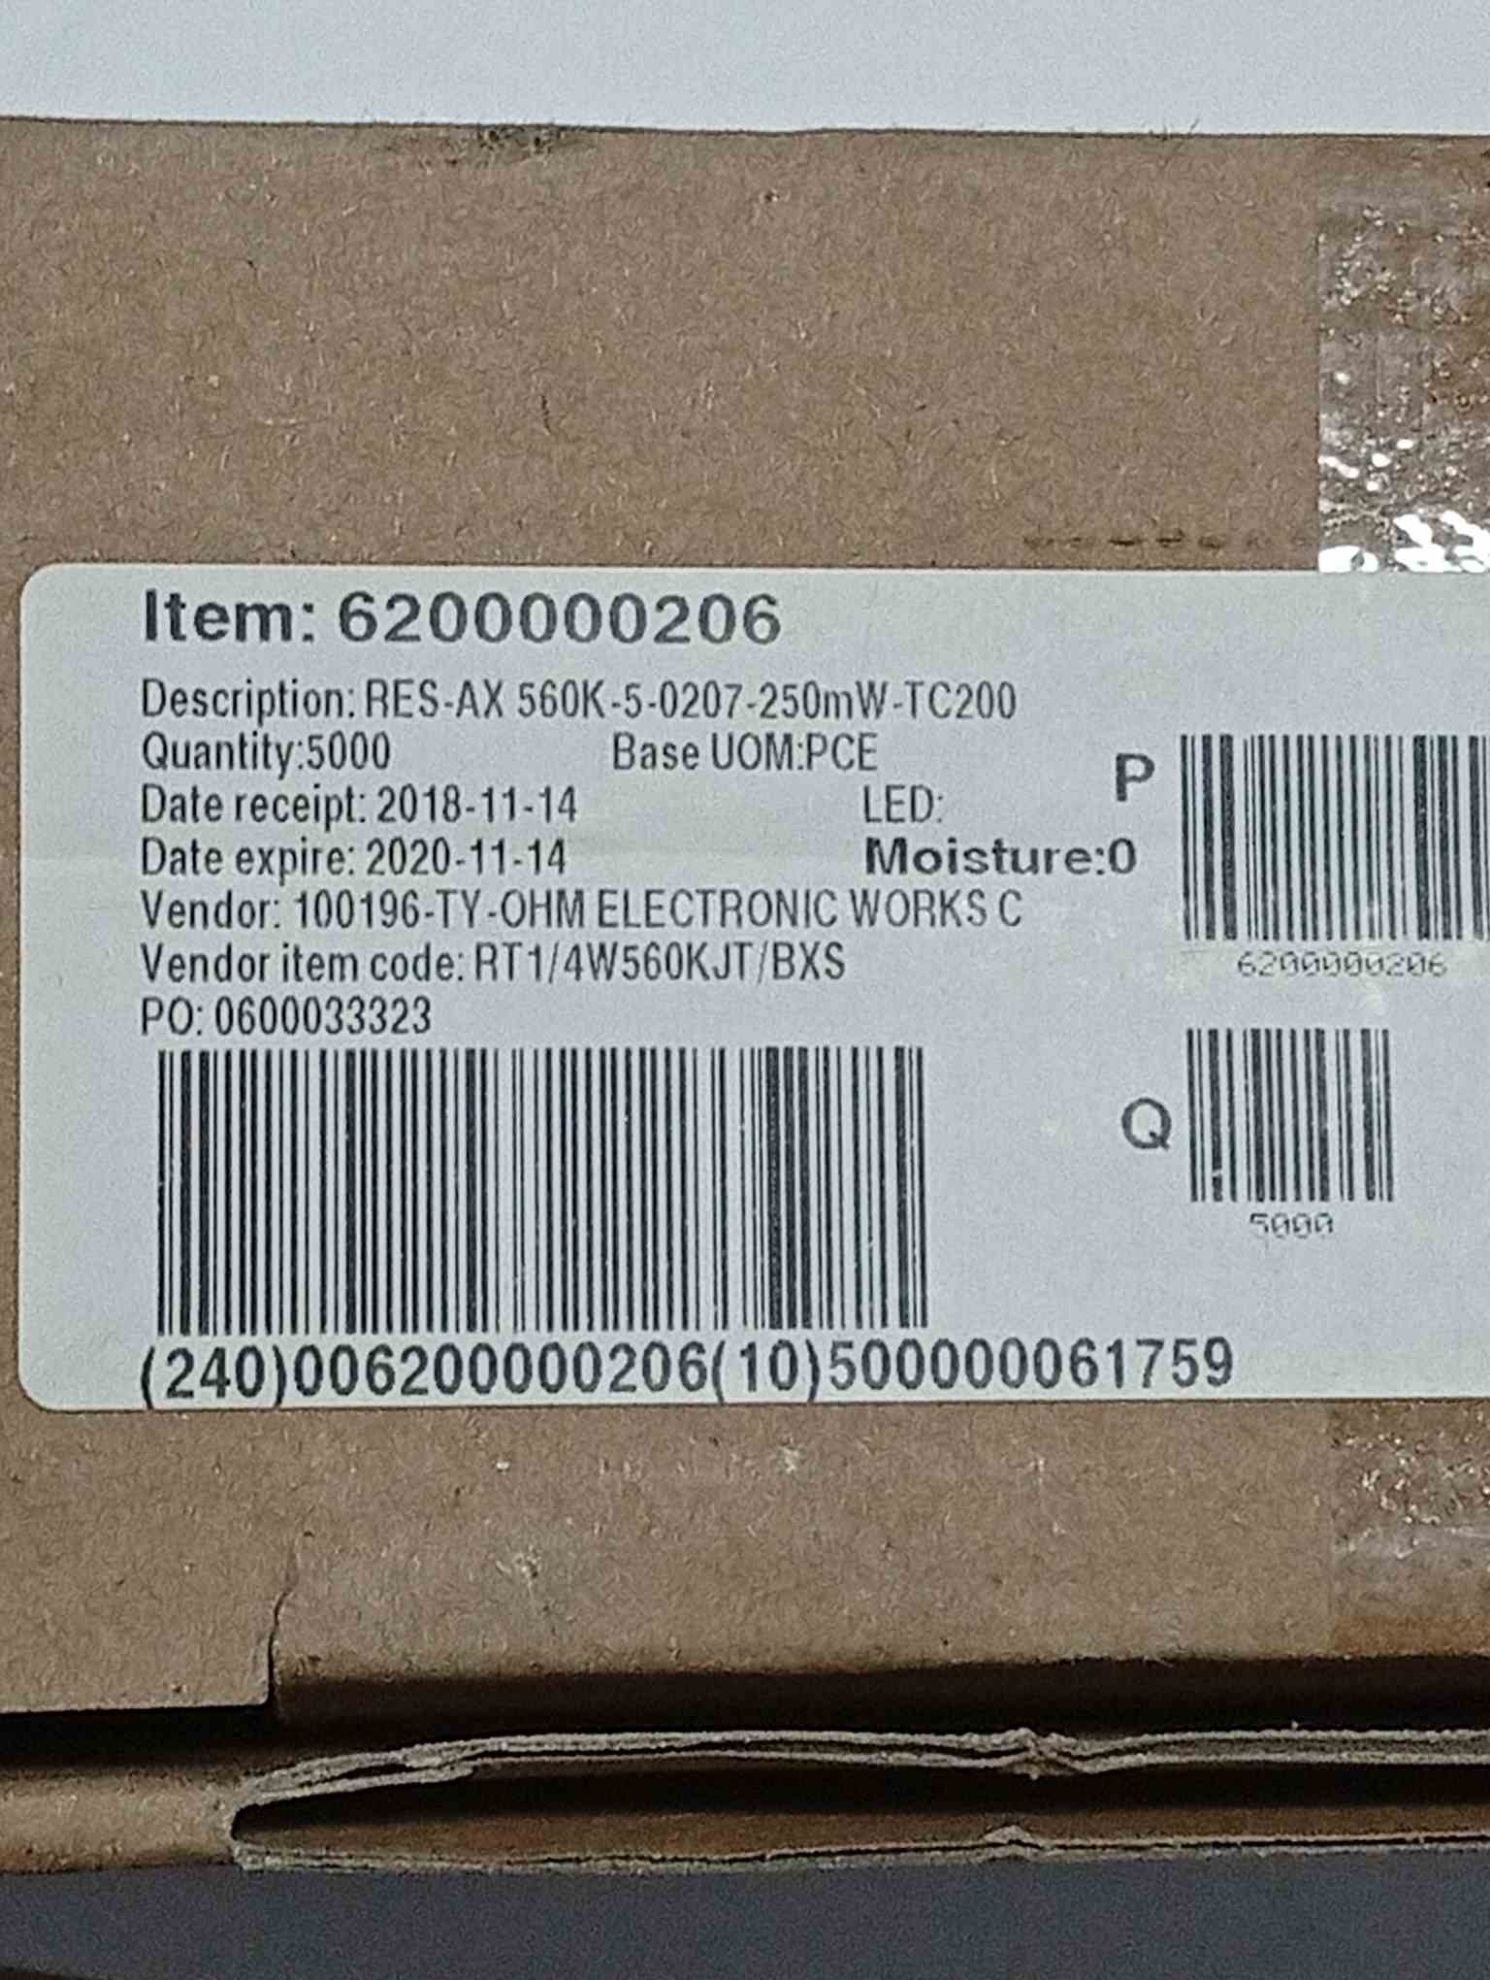 Item: 6200000206
Description: RES-AX 560K-5-0207-250mW-TC200
Quantity:5000 Base UOM:PCE
Date receipt: 2018-11-14 LED:
Date expire: 2020-11-14 Moisture:0
Vendor: 100196-TY-OHM ELECTRONIC WORKS C
Vendor item code: RT1/4W560KJT/BXS
PO: 0600033323
(240)006200000206(10)500000061759
P
6200000206
Q
5000